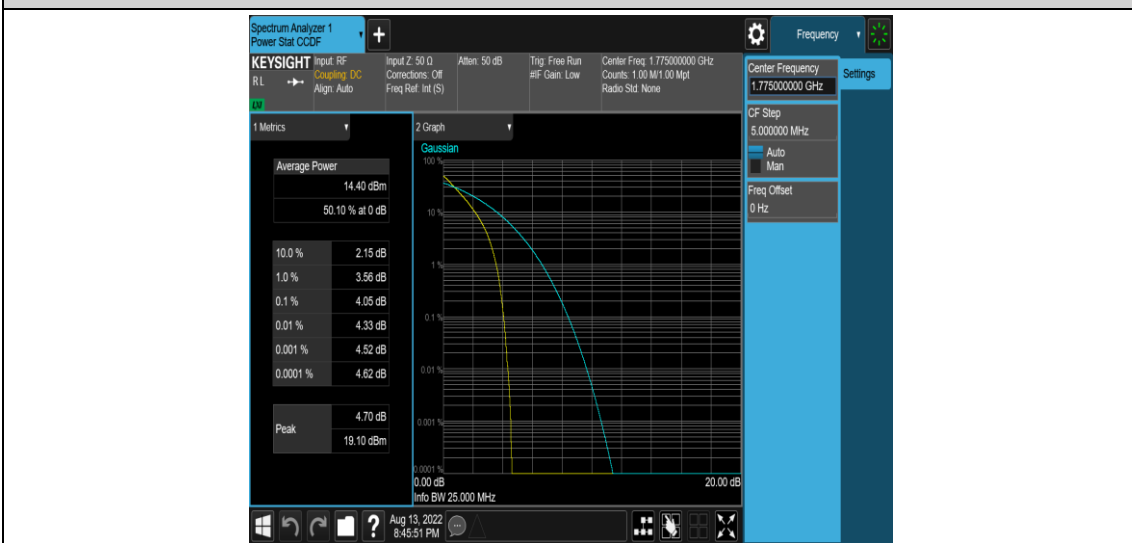 Spectrum Analyzer 1
Power Stat CCDF
+
Frequency
KEYSIGHT
RL
LXI
Input: RF
Coupling: DC
Align: Auto
Input Z: 50 Ω
Corrections: Off
Freq Ref: Int (S)
Atten: 50 dB
Trig: Free Run
#IF Gain: Low
Center Freq: 1.775000000 GHz
Counts: 1.00 M/1.00 Mpt
Radio Std: None
Center Frequency
1.775000000 GHz
Settings
CF Step
5.000000 MHz
Auto
Man
Freq Offset
0 Hz
1 Metrics
Average Power
14.40 dBm
50.10 % at 0 dB
10.0 % 2.15 dB
1.0 % 3.56 dB
0.1 % 4.05 dB
0.01 % 4.33 dB
0.001 % 4.52 dB
0.0001 % 4.62 dB
Peak
4.70 dB
19.10 dBm
2 Graph
Gaussian
100 %
10 %
1 %
0.1 %
0.01 %
0.001 %
0.0001 %
0.00 dB 20.00 dB
Info BW 25.000 MHz
?
Aug 13, 2022
8:45:51 PM